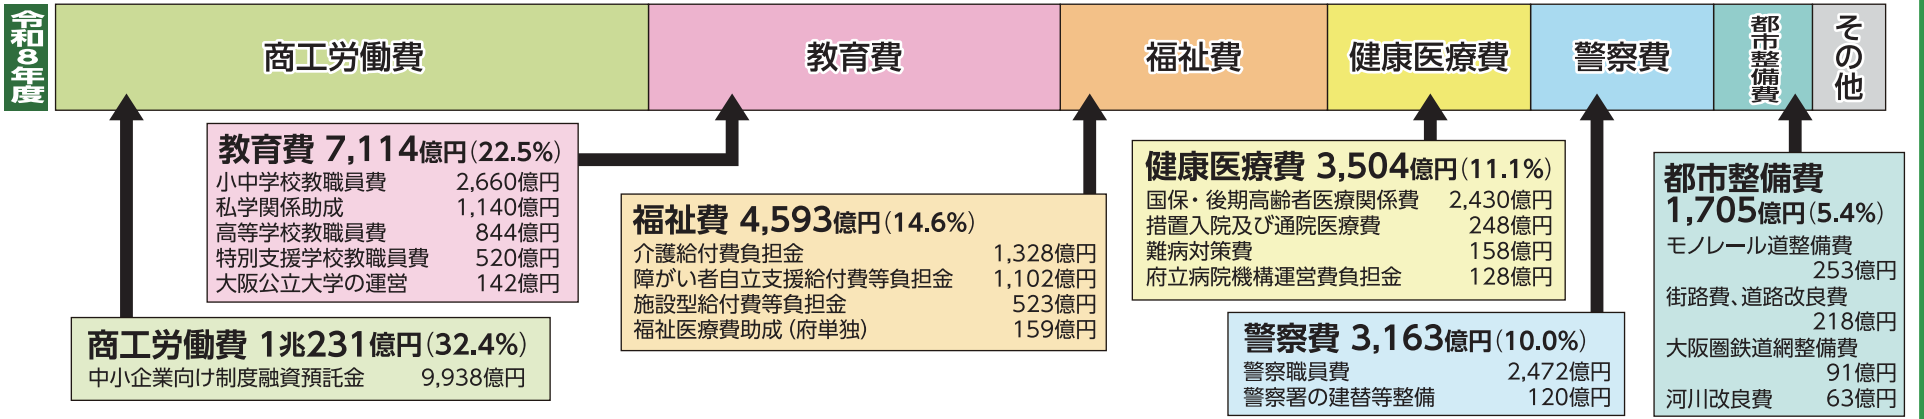 令和8年度
商工労働費
教育費
福祉費
健康医療費
警察費
都市整備費
その他
教育費 7,114億円(22.5%)
小中学校教職員費 2,660億円
私学関係助成 1,140億円
高等学校教職員費 844億円
特別支援学校教職員費 520億円
大阪公立大学の運営 142億円
商工労働費 1兆231億円(32.4%)
中小企業向け制度融資預託金 9,938億円
福祉費 4,593億円(14.6%)
介護給付費負担金 1,328億円
障がい者自立支援給付費等負担金 1,102億円
施設型給付費等負担金 523億円
福祉医療費助成(府単独) 159億円
健康医療費 3,504億円(11.1%)
国保・後期高齢者医療関係費 2,430億円
措置入院及び通院医療費 248億円
難病対策費 158億円
府立病院機構運営費負担金 128億円
警察費 3,163億円(10.0%)
警察職員費 2,472億円
警察署の建替等整備 120億円
都市整備費
1,705億円(5.4%)
モノレール道整備費
253億円
街路費、道路改良費
218億円
大阪圏鉄道網整備費
91億円
河川改良費 63億円